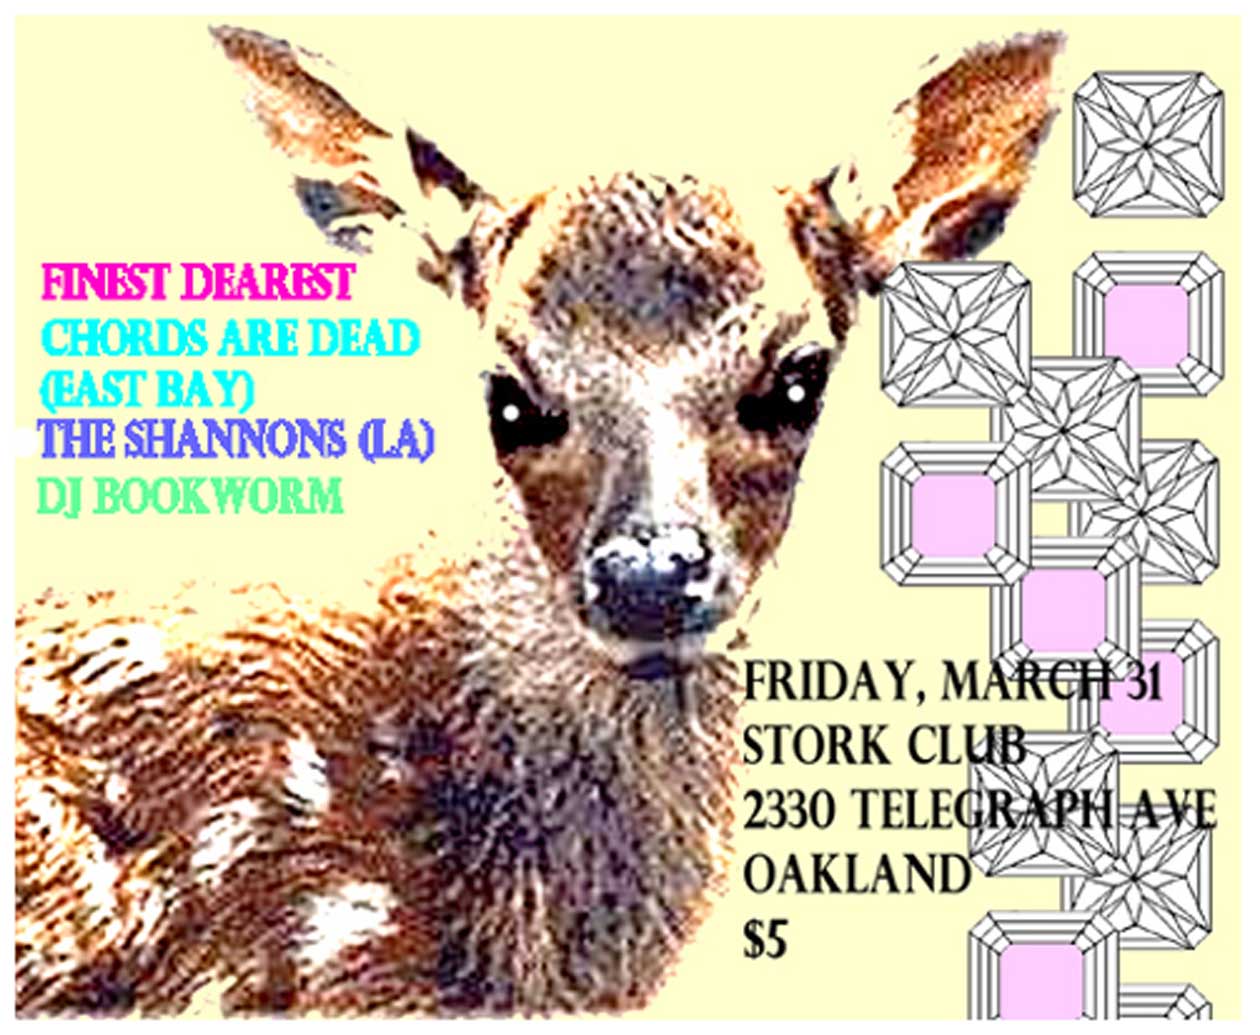 FINEST DEAREST
CHORDS ARE DEAD
(EAST BAY)
THE SHANNONS (LA)
DJ BOOKWORM
FRIDAY, MARCH 31
STORK CLUB
2330 TELEGRAPH AVE
OAKLAND
$5